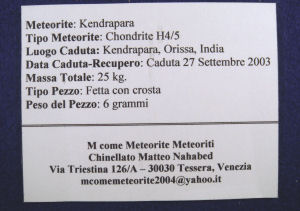 Meteorite: Kendrapara
Tipo Meteorite: Chondrite H4/5
Luogo Caduta: Kendrapara, Orissa, India
Data Caduta-Recupero: Caduta 27 Settembre 2003
Massa Totale: 25 kg.
Tipo Pezzo: Fetta con crosta
Peso del Pezzo: 6 grammi
M come Meteorite Meteoriti
Chinellato Matteo Nahabed
Via Triestina 126/A – 30030 Tessera, Venezia
mcomemeteorite2004@yahoo.it